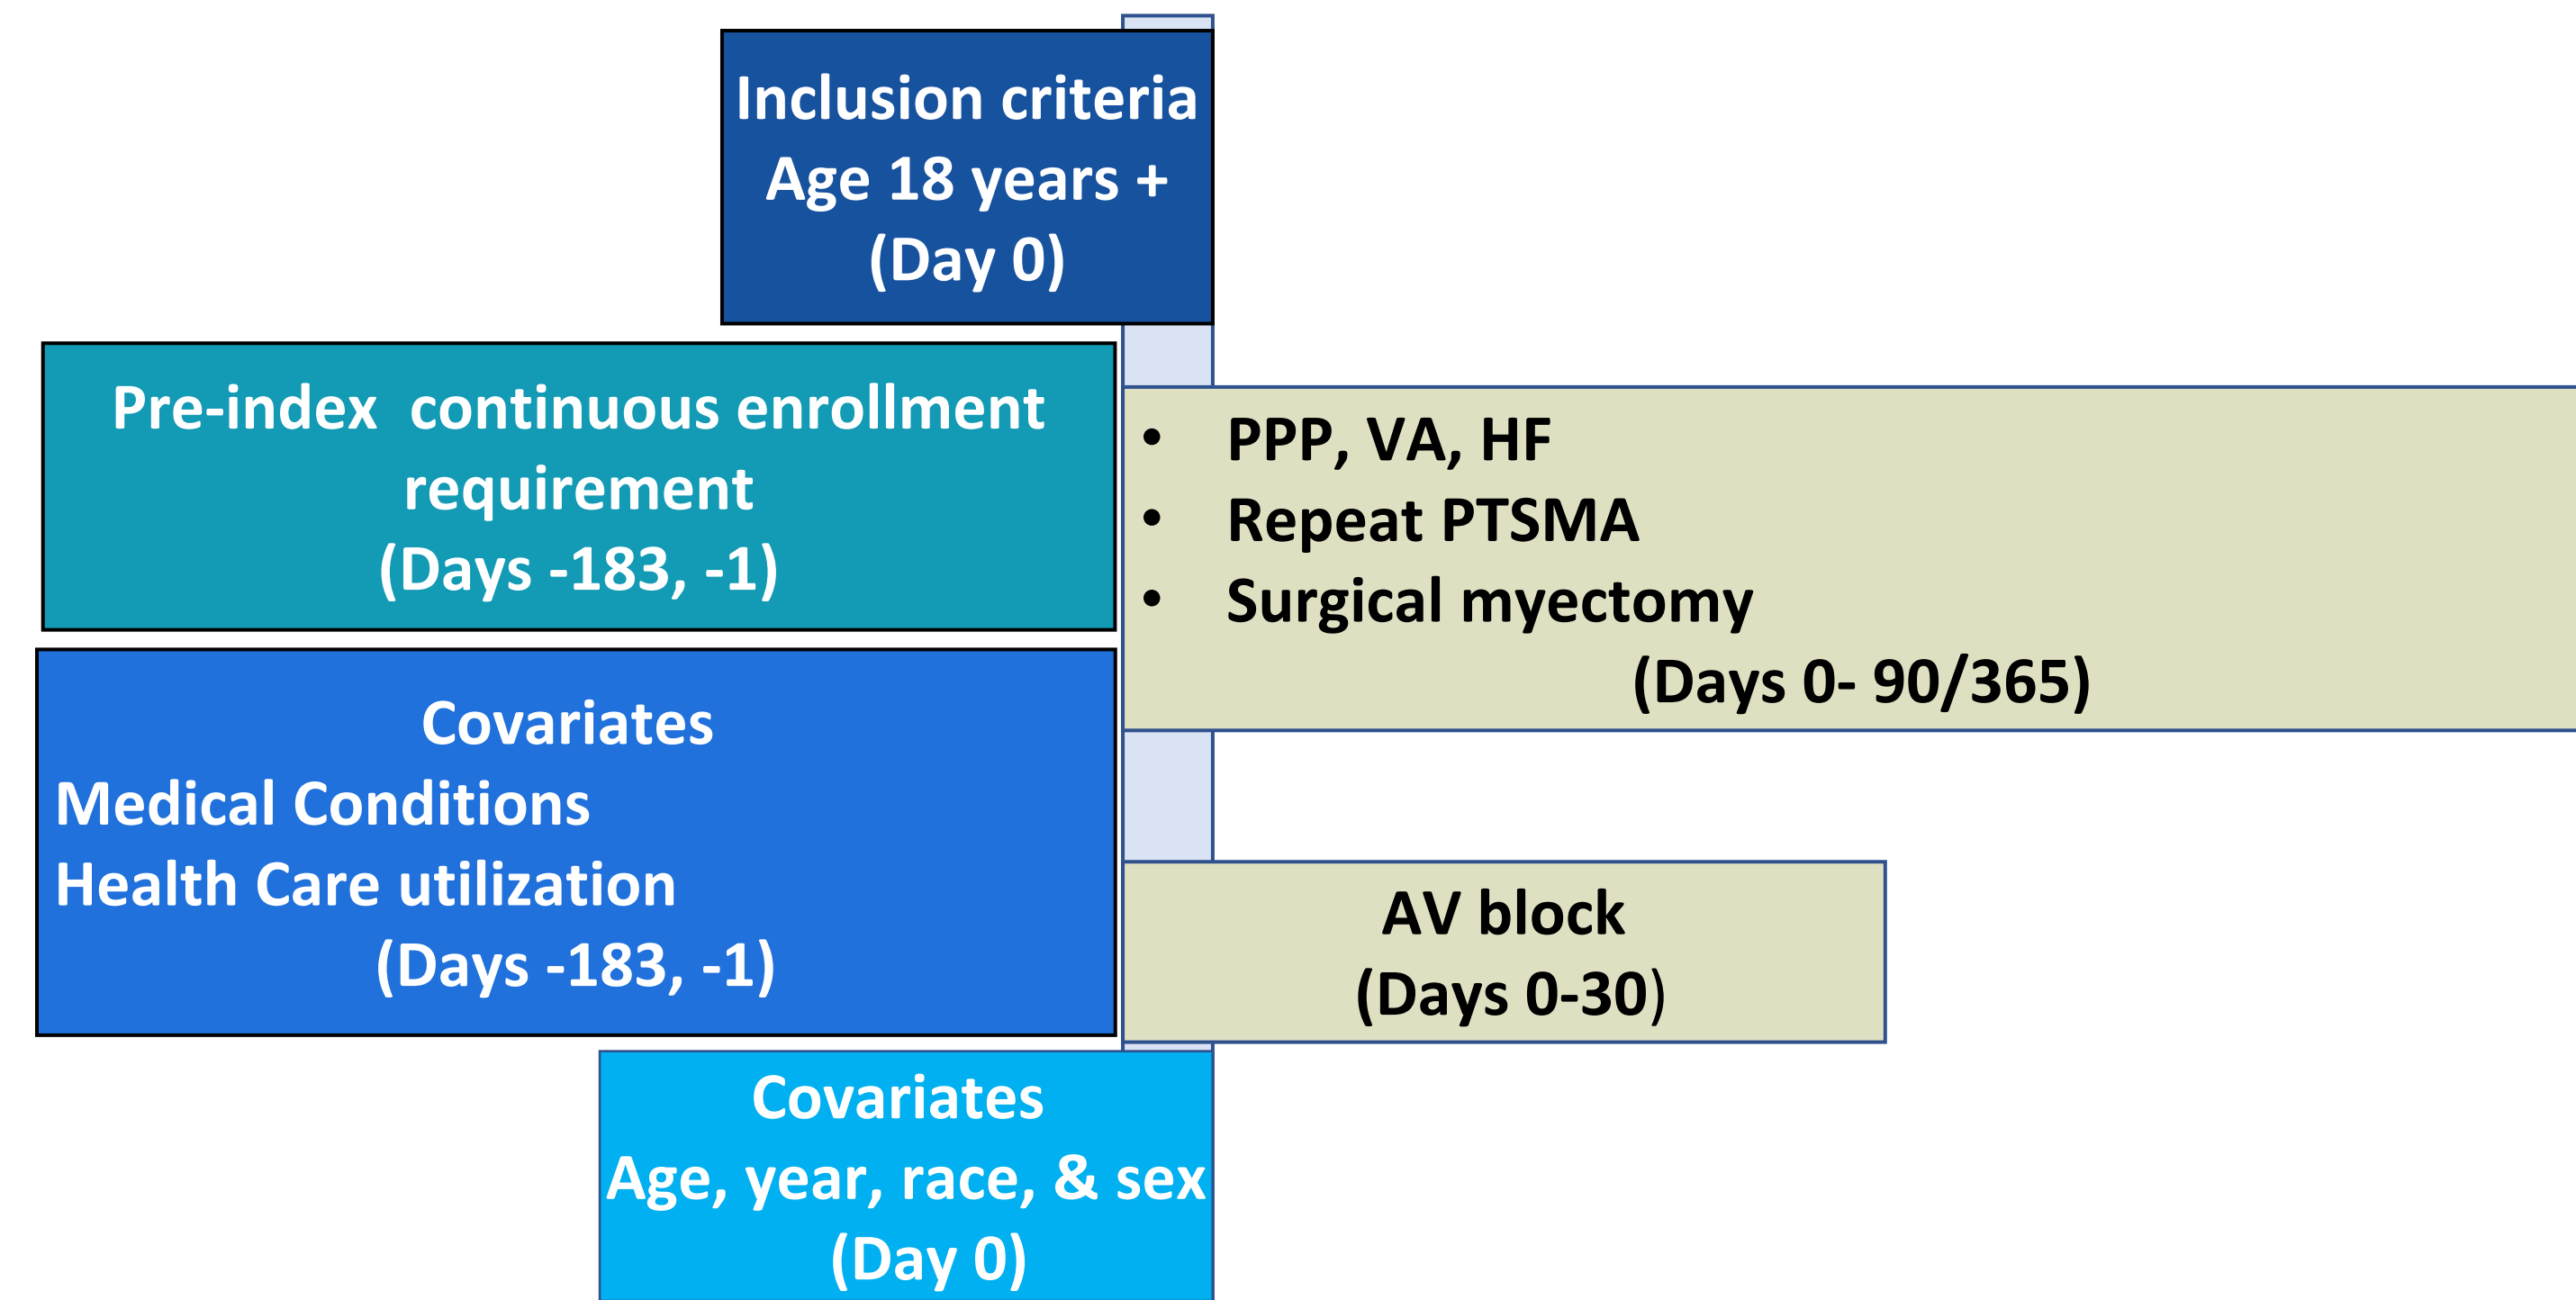 Inclusion criteria
Age 18 years +
(Day 0)
Pre-index  continuous enrollment
requirement
(Days -183, -1)
• PPP, VA, HF
• Repeat PTSMA
• Surgical myectomy
(Days 0- 90/365)
Covariates
Medical Conditions
Health Care utilization
(Days -183, -1)
AV block
(Days 0-30)
Covariates
Age, year, race, & sex
(Day 0)